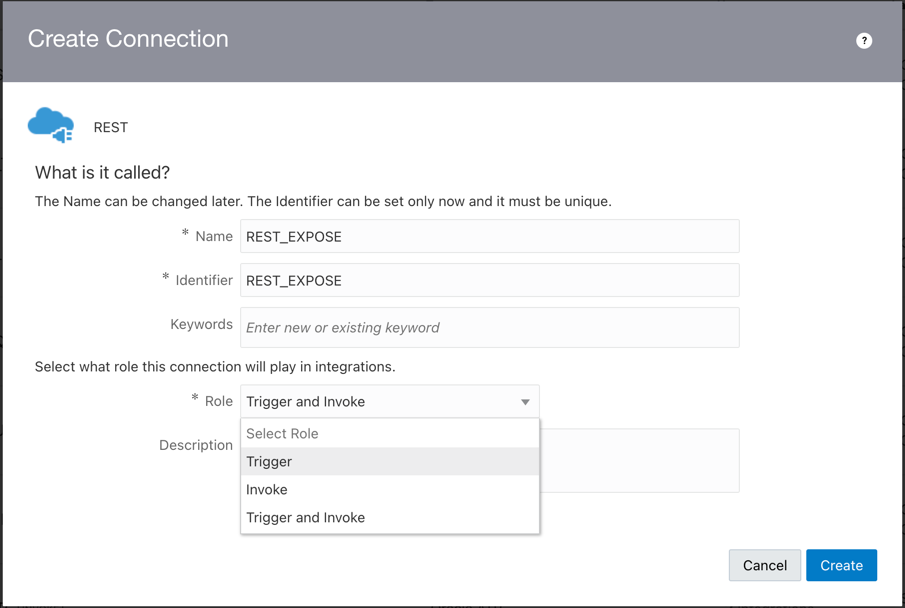 Create Connection
?
REST
What is it called?
The Name can be changed later. The Identifier can be set only now and it must be unique.
* Name REST_EXPOSE
* Identifier REST_EXPOSE
Keywords Enter new or existing keyword
Select what role this connection will play in integrations.
* Role Trigger and Invoke
Select Role
Description
Trigger
Invoke
Trigger and Invoke
Cancel Create